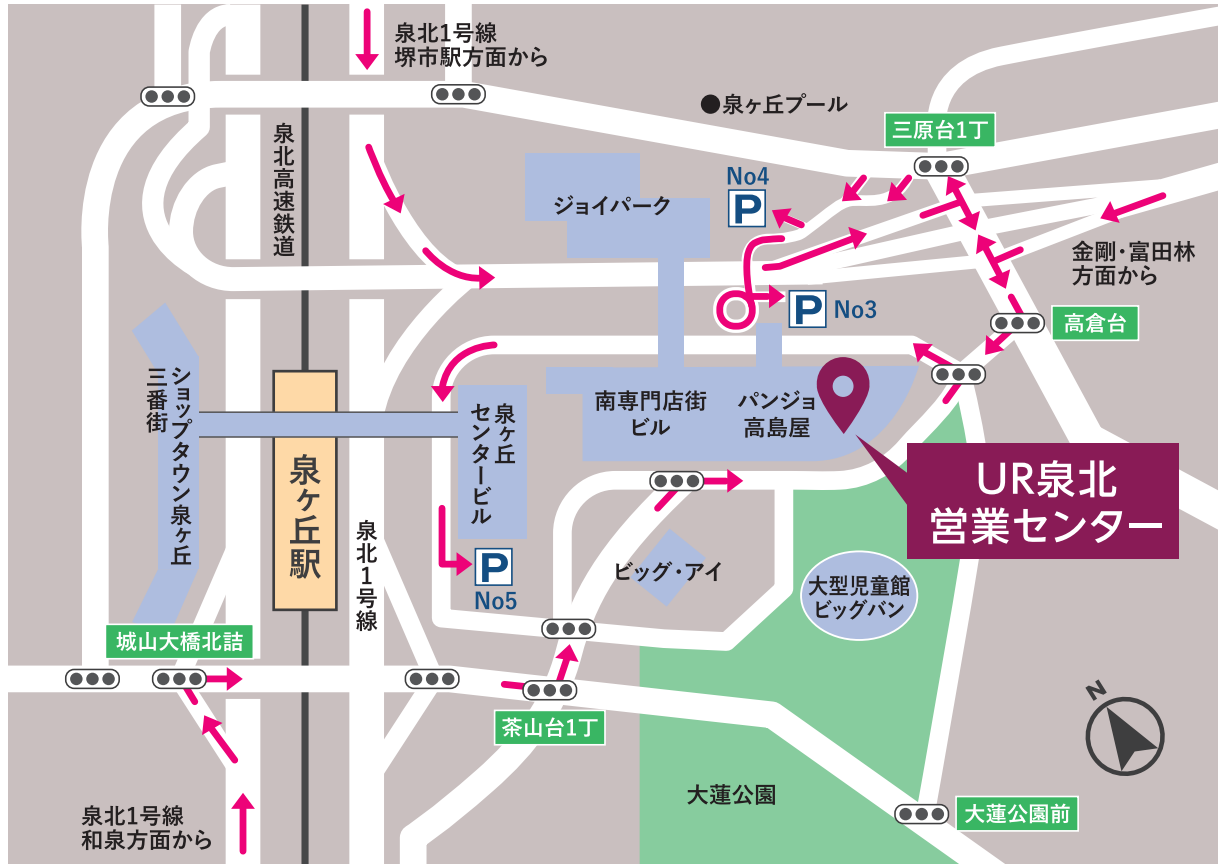 泉北1号線
堺市駅方面から
●泉ヶ丘プール
三原台1丁
泉北高速鉄道
No4
P
ジョイパーク
金剛・富田林
方面から
P
No3
高倉台
ショップタウン泉ヶ丘
三番街
泉ヶ丘
センタービル
南専門店街
ビル
パンジョ
高島屋
UR泉北
営業センター
泉ヶ丘駅
泉北1号線
P
No5
ビッグ・アイ
大型児童館
ビッグバン
城山大橋北詰
茶山台1丁
N
大蓮公園
大蓮公園前
泉北1号線
和泉方面から